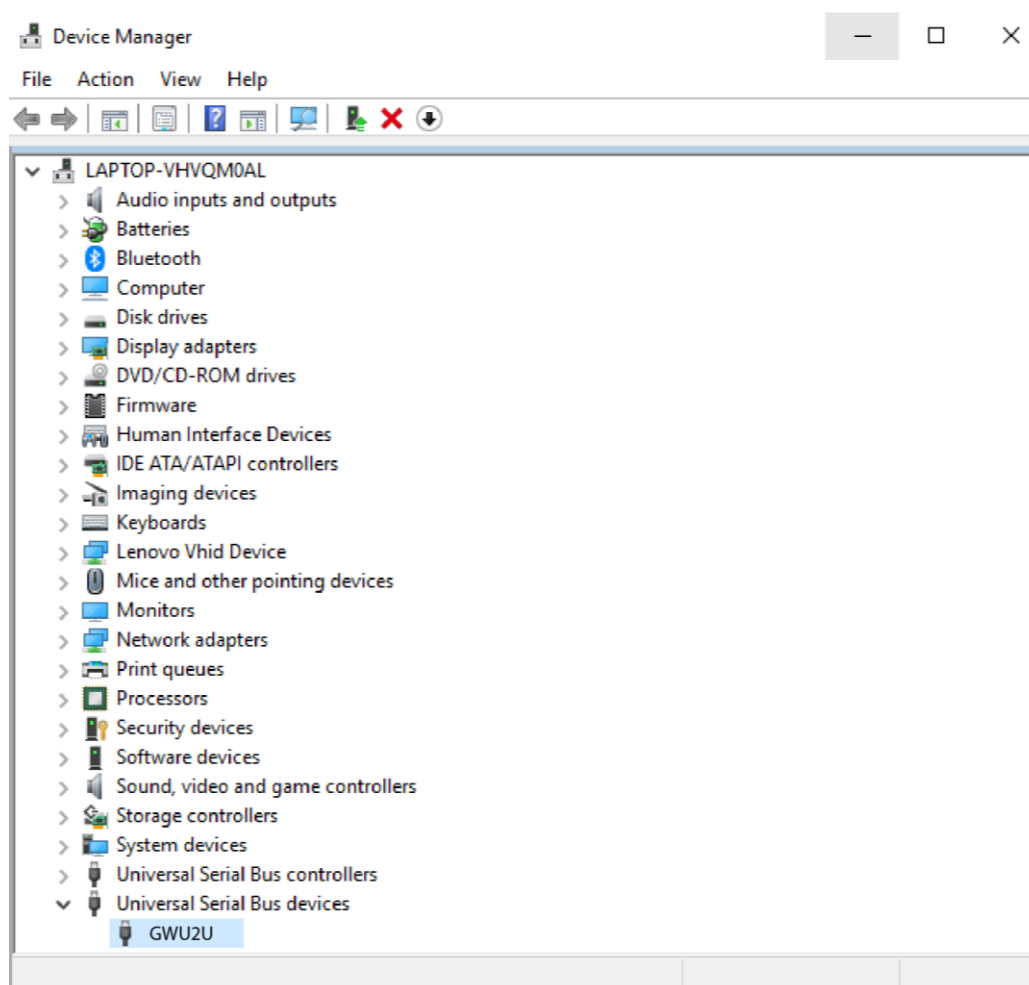 Device Manager
File Action View Help
LAPTOP-VHVQM0AL
Audio inputs and outputs
Batteries
Bluetooth
Computer
Disk drives
Display adapters
DVD/CD-ROM drives
Firmware
Human Interface Devices
IDE ATA/ATAPI controllers
Imaging devices
Keyboards
Lenovo Vhid Device
Mice and other pointing devices
Monitors
Network adapters
Print queues
Processors
Security devices
Software devices
Sound, video and game controllers
Storage controllers
System devices
Universal Serial Bus controllers
Universal Serial Bus devices
GWU2U